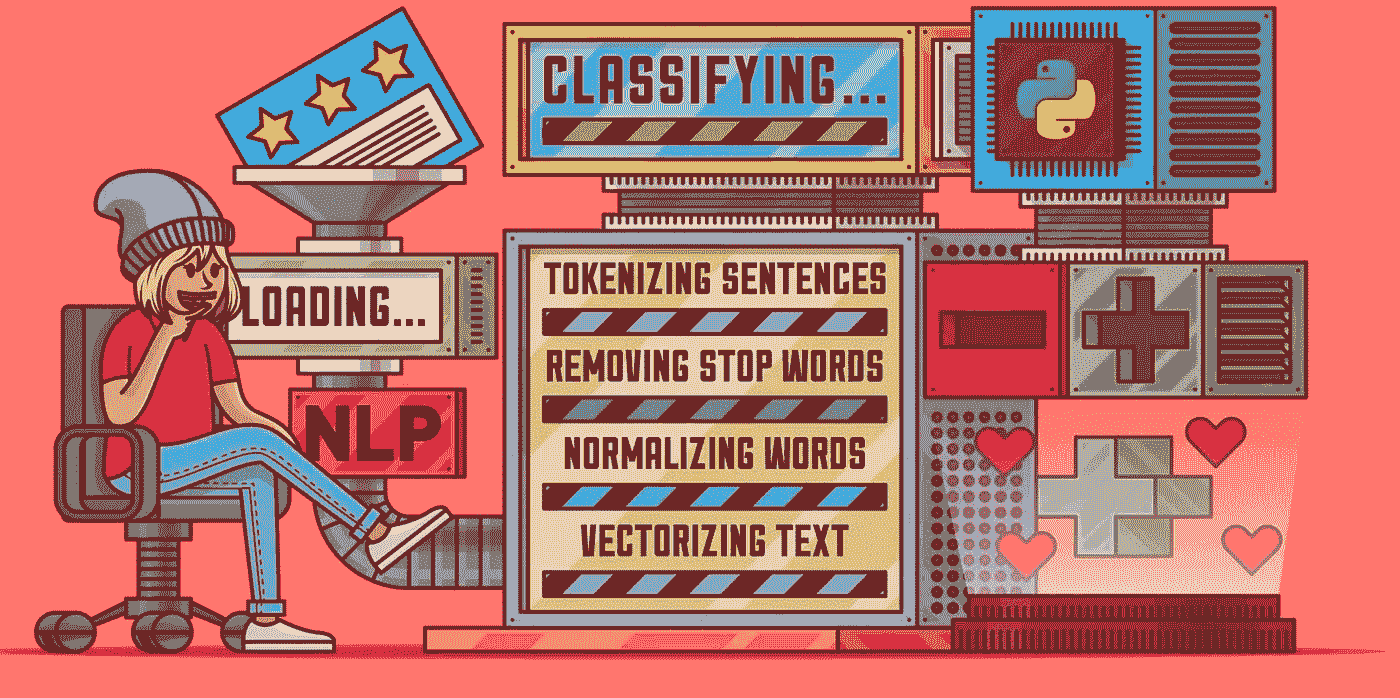 CLASSIFYING...
LOADING...
NLP
TOKENIZING SENTENCES
REMOVING STOP WORDS
NORMALIZING WORDS
VECTORIZING TEXT